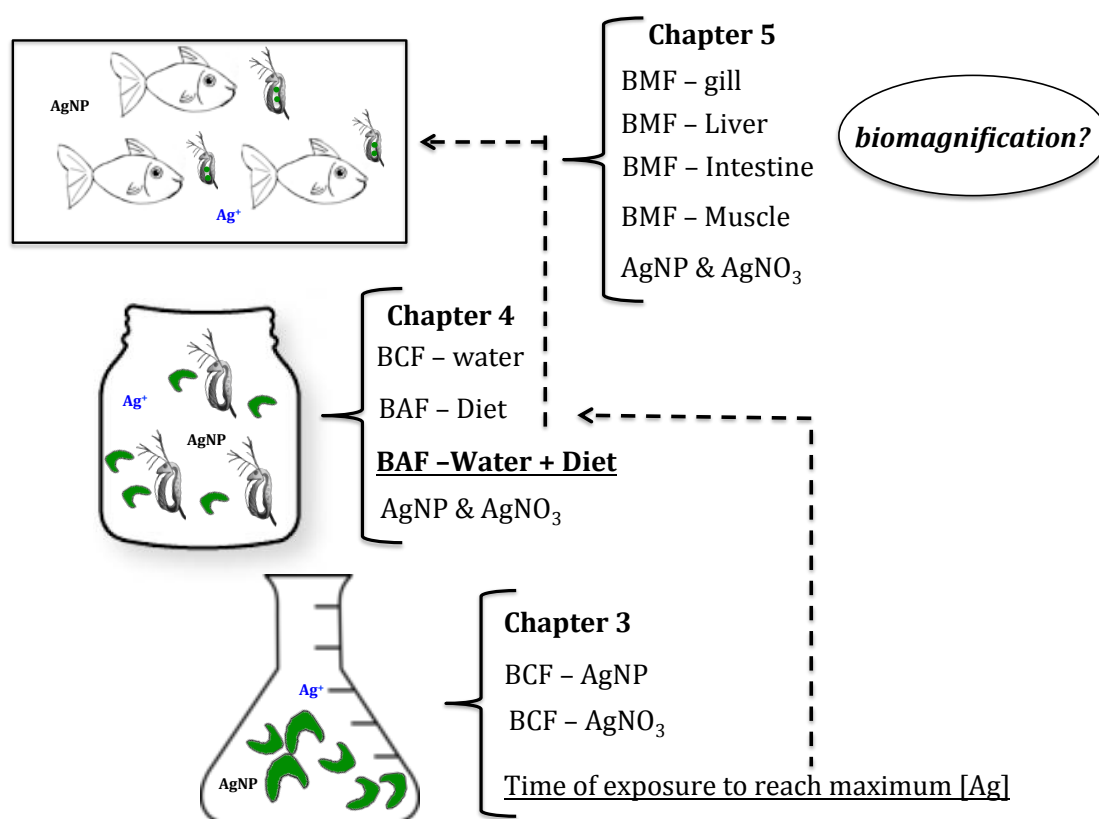 Chapter 5
BMF – gill
BMF – Liver
BMF – Intestine
BMF – Muscle
AgNP & AgNO₃
biomagnification?
AgNP
Ag⁺
Chapter 4
BCF – water
BAF – Diet
BAF –Water + Diet
AgNP & AgNO₃
Ag⁺
AgNP
Chapter 3
BCF – AgNP
BCF – AgNO₃
Time of exposure to reach maximum [Ag]
Ag⁺
AgNP